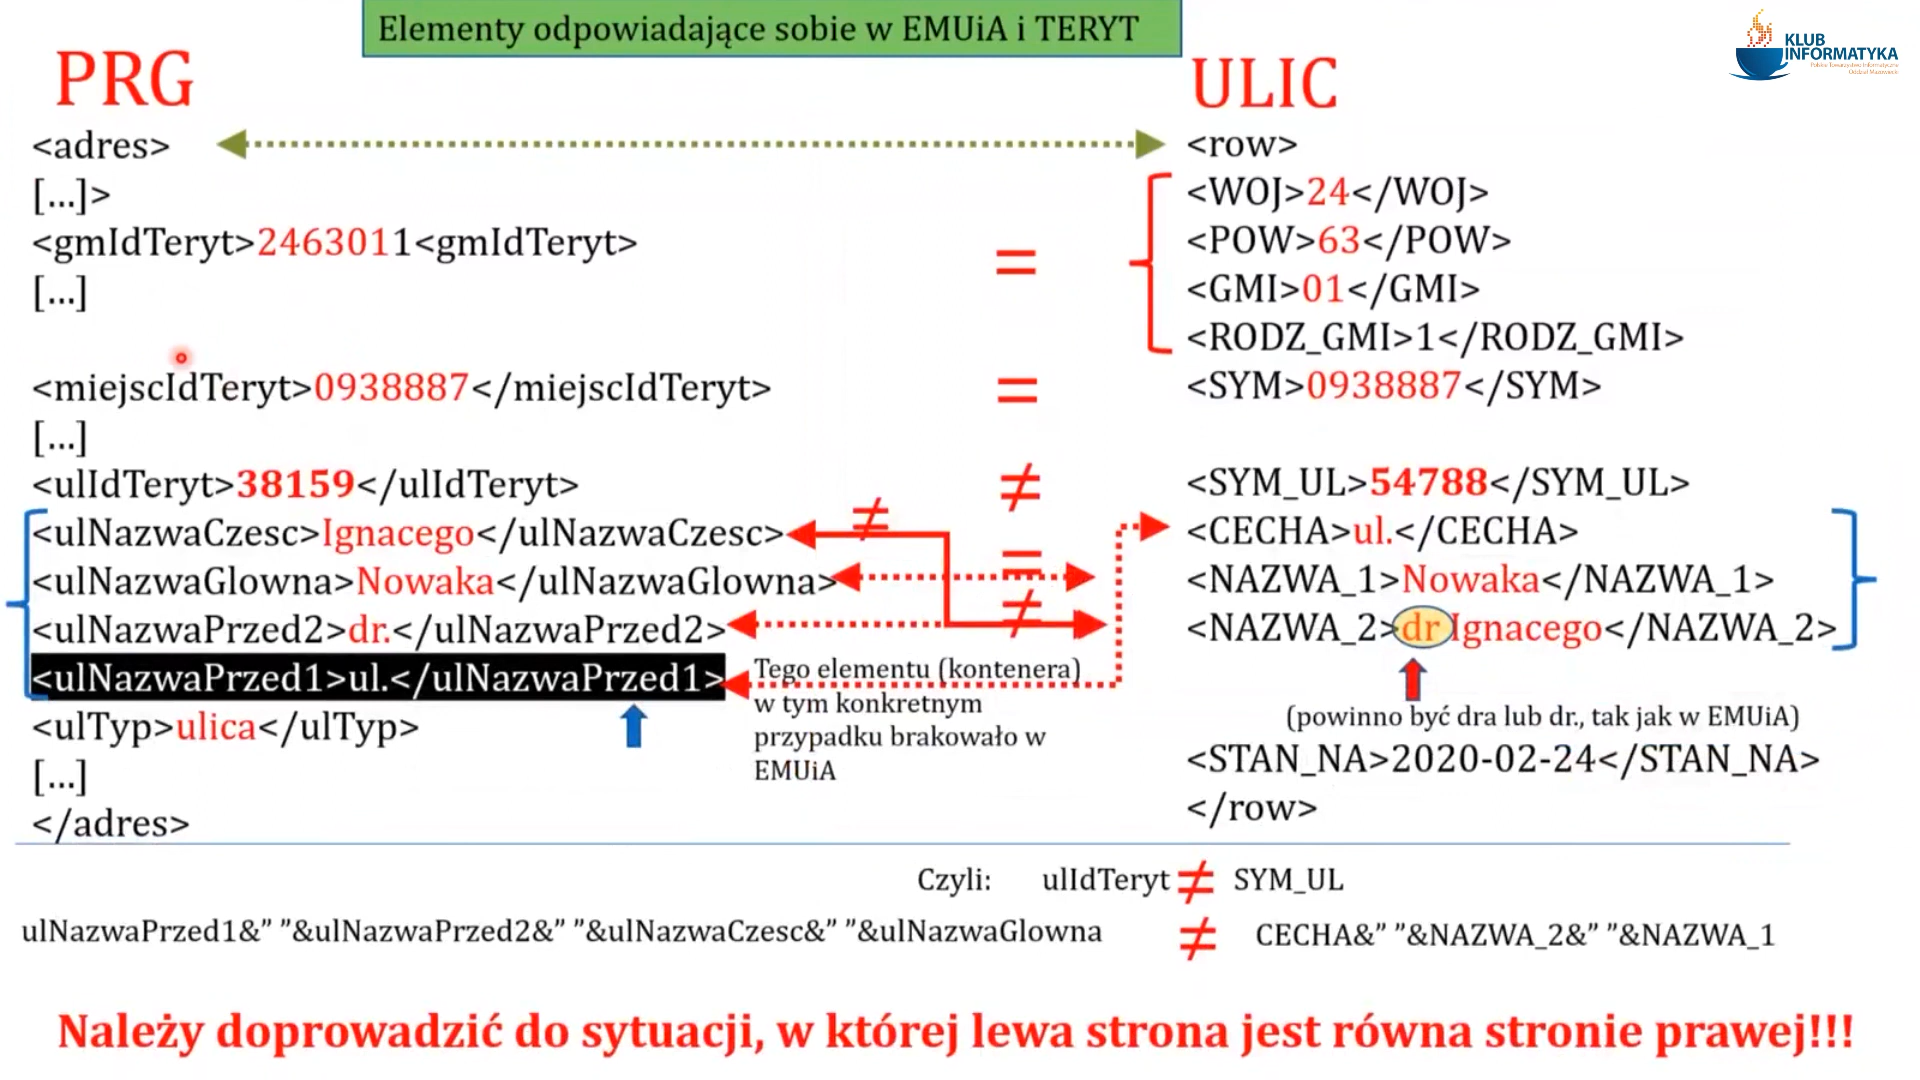 Elementy odpowiadające sobie w EMUiA i TERYT
KLUB
INFORMATYKA
Polskie Towarzystwo Informatyczne
Oddział Mazowiecki
PRG
<adres>
[...]>
<gmIdTeryt>2463011<gmIdTeryt>
[...]
<miejscIdTeryt>0938887</miejscIdTeryt>
[...]
<ulIdTeryt>38159</ulIdTeryt>
<ulNazwaCzesc>Ignacego</ulNazwaCzesc>
<ulNazwaGlowna>Nowaka</ulNazwaGlowna>
<ulNazwaPrzed2>dr.</ulNazwaPrzed2>
<ulNazwaPrzed1>ul.</ulNazwaPrzed1>
<ulTyp>ulica</ulTyp>
[...]
</adres>
=
=
≠
≠
=
≠
Tego elementu (kontenera)
w tym konkretnym
przypadku brakowało w
EMUiA
ULIC
<row>
<WOJ>24</WOJ>
<POW>63</POW>
<GMI>01</GMI>
<RODZ_GMI>1</RODZ_GMI>
<SYM>0938887</SYM>
<SYM_UL>54788</SYM_UL>
<CECHA>ul.</CECHA>
<NAZWA_1>Nowaka</NAZWA_1>
<NAZWA_2>dr Ignacego</NAZWA_2>
(powinno być dra lub dr., tak jak w EMUiA)
<STAN_NA>2020-02-24</STAN_NA>
</row>
Czyli: ulIdTeryt ≠ SYM_UL
ulNazwaPrzed1&” ”&ulNazwaPrzed2&” ”&ulNazwaCzesc&” ”&ulNazwaGlowna ≠ CECHA&” ”&NAZWA_2&” ”&NAZWA_1
Należy doprowadzić do sytuacji, w której lewa strona jest równa stronie prawej!!!